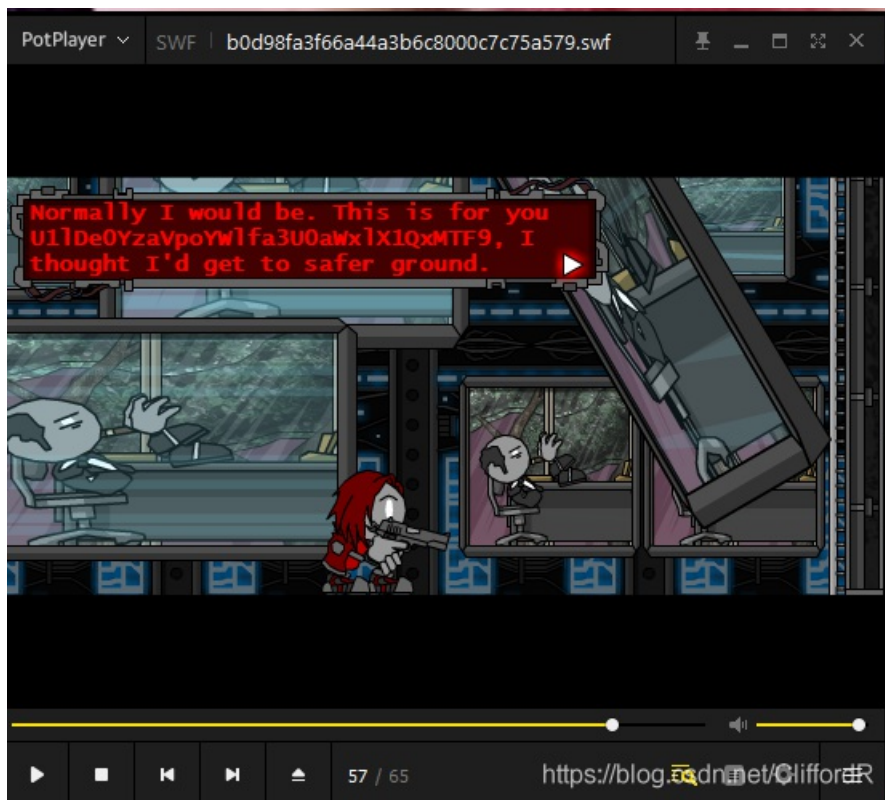 PotPlayer
SWF
b0d98fa3f66a44a3b6c8000c7c75a579.swf
Normally I would be. This is for you
U1lDe0YzaVpoYWlfa3U0aWxlX1QxMTF9, I
thought I'd get to safer ground.
57 / 65
https://blog.csdn.net/CliffordR